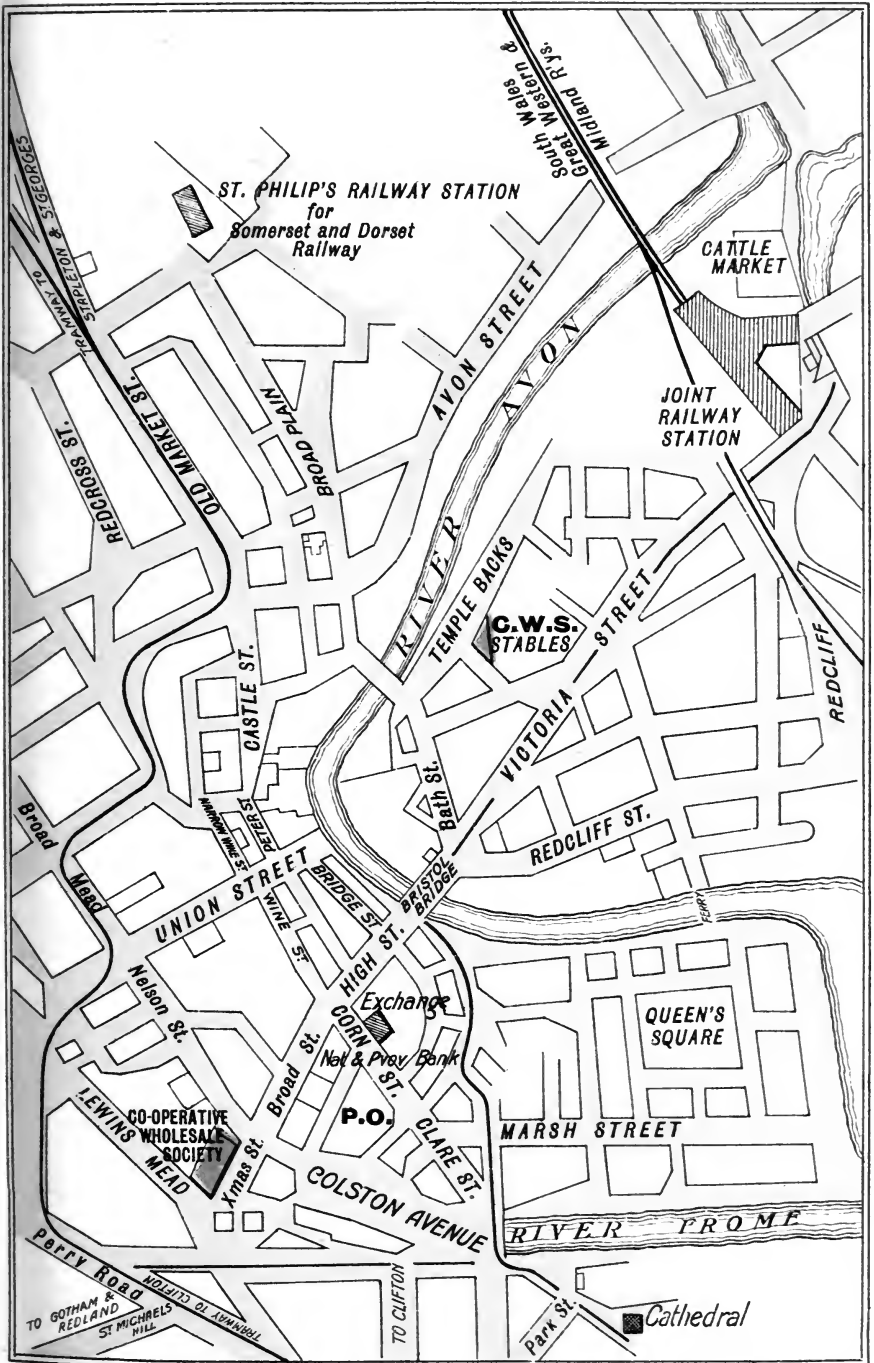 South Wales
Great Western &
Midland R'ys.
ST. PHILIP'S RAILWAY STATION
for
Somerset and Dorset
Railway
TRAMWAY TO
STAPLETON & ST GEORGES
CATTLE
MARKET
AVON STREET
RIVER AVON
JOINT
RAILWAY
STATION
REDCROSS ST.
OLD MARKET ST.
BROAD PLAIN
TEMPLE BACKS
C.W.S.
STABLES
VICTORIA STREET
REDCLIFF
CASTLE ST.
Bath St.
REDCLIFF ST.
Broad Mead
NARROW WINE ST
PETER ST
UNION STREET
BRIDGE ST
WINE ST
HIGH ST.
BRISTOL
BRIDGE
FERRY
Nelson St.
Exchange
CORN ST.
Nat & Prov Bank
QUEEN'S
SQUARE
Broad St.
P.O.
CLARE ST.
MARSH STREET
LEWINS MEAD
CO-OPERATIVE
WHOLESALE
SOCIETY
Xmas St.
COLSTON AVENUE
RIVER FROME
Perry Road
TRAMWAY TO CLIFTON
TO GOTHAM &
REDLAND
ST MICHAELS
HILL
TO CLIFTON
Park St.
Cathedral